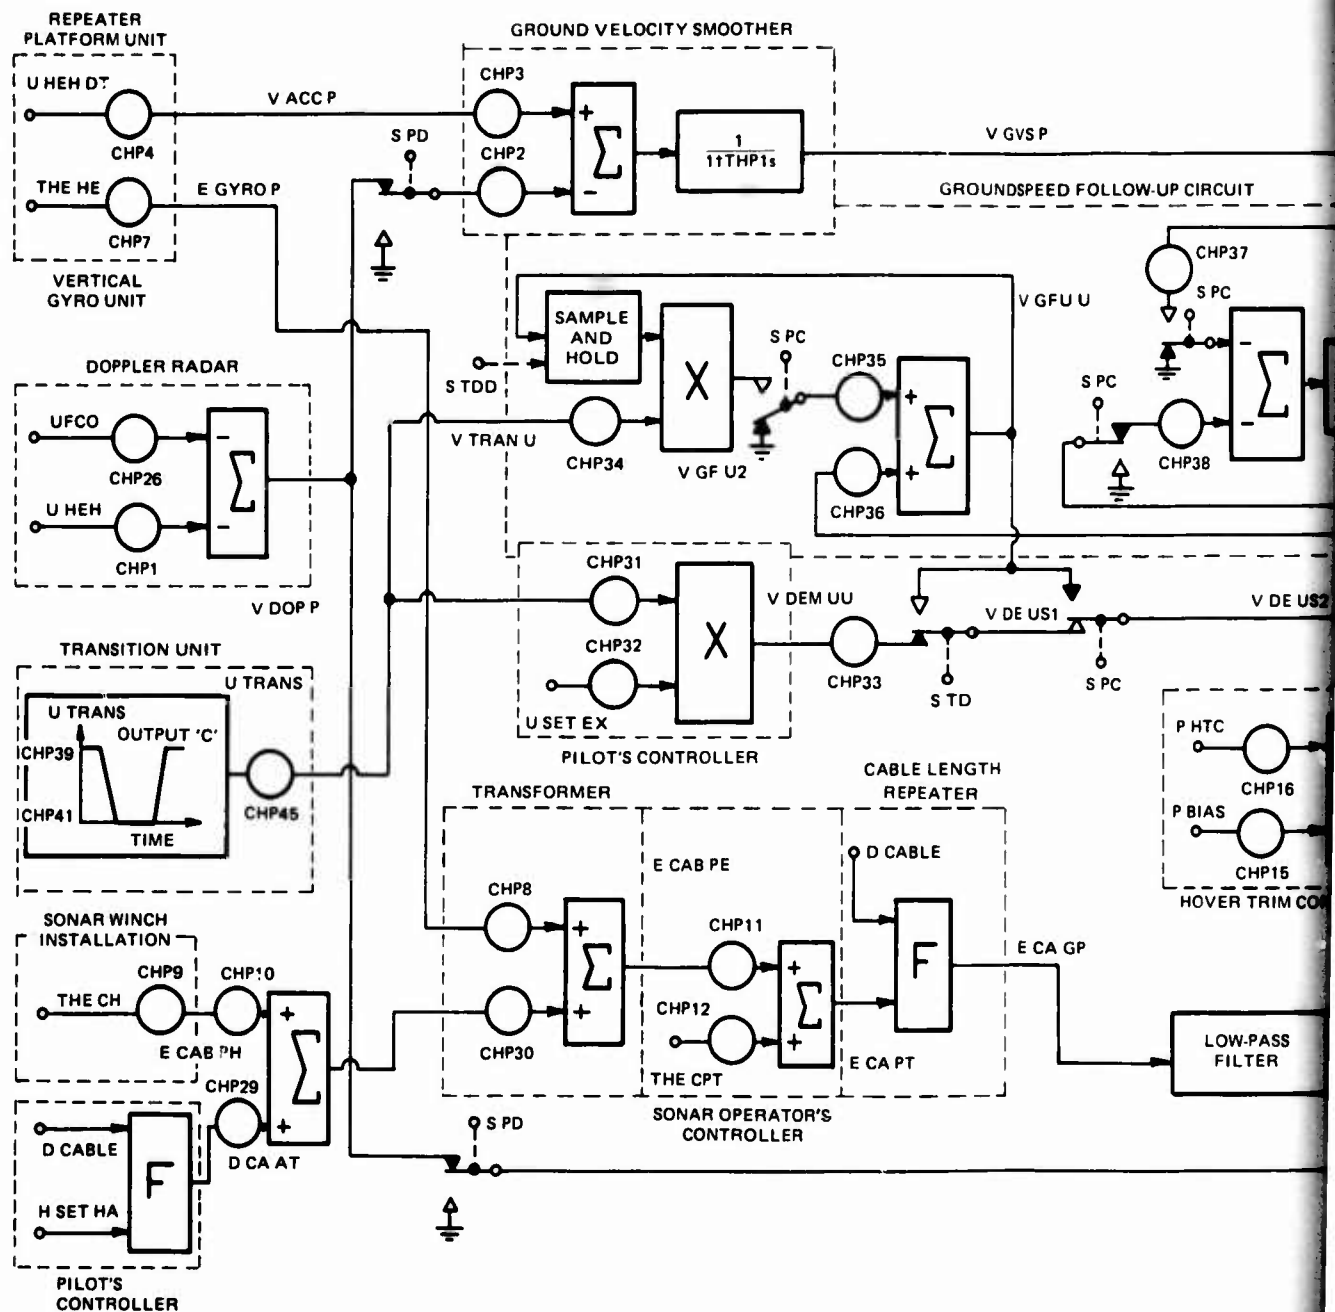 REPEATER
PLATFORM UNIT
U HEH DT
CHP4
V ACC P
THE HE
CHP7
E GYRO P
VERTICAL
GYRO UNIT
GROUND VELOCITY SMOOTHER
CHP3
CHP2
S PD
+
-
Σ
1
1tTHP1s
V GVS P
GROUNDSPEED FOLLOW-UP CIRCUIT
SAMPLE
AND
HOLD
S TDD
V TRAN U
CHP34
X
V GF U2
S PC
CHP35
CHP36
+
+
Σ
V GFU U
CHP37
S PC
S PC
CHP38
-
-
Σ
DOPPLER RADAR
UFCO
CHP26
U HEH
CHP1
-
-
Σ
V DOP P
CHP31
CHP32
U SET EX
X
PILOT'S CONTROLLER
V DEM UU
CHP33
V DE US1
S TD
S PC
V DE US2
TRANSITION UNIT
U TRANS
U TRANS
OUTPUT 'C'
CHP39
CHP41
TIME
CHP45
P HTC
CHP16
P BIAS
CHP15
HOVER TRIM CO
TRANSFORMER
CABLE LENGTH
REPEATER
CHP8
CHP30
+
+
Σ
E CAB PE
CHP11
CHP12
THE CPT
+
+
Σ
D CABLE
F
E CA PT
E CA GP
SONAR OPERATOR'S
CONTROLLER
LOW-PASS
FILTER
SONAR WINCH
INSTALLATION
THE CH
CHP9
CHP10
E CAB PH
CHP29
+
+
Σ
D CABLE
H SET HA
F
D CA AT
PILOT'S
CONTROLLER
S PD